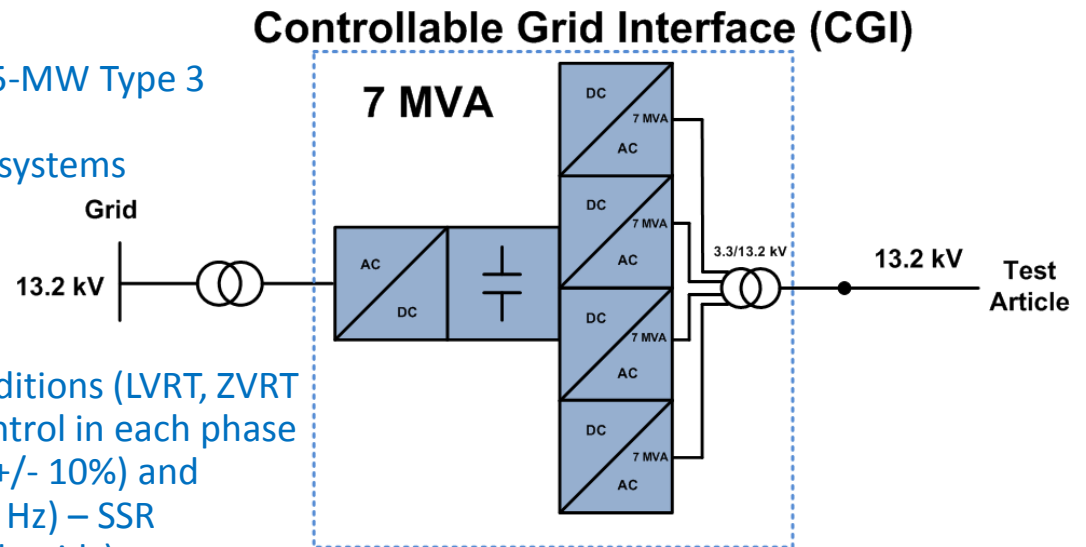 Controllable Grid Interface (CGI)
5-MW Type 3
systems
ditions (LVRT, ZVRT
ntrol in each phase
+/- 10%) and
Hz) – SSR
Grid
13.2 kV
7 MVA
AC
DC
DC
7 MVA
AC
DC
7 MVA
AC
DC
7 MVA
AC
DC
7 MVA
AC
3.3/13.2 kV
13.2 kV
Test
Article